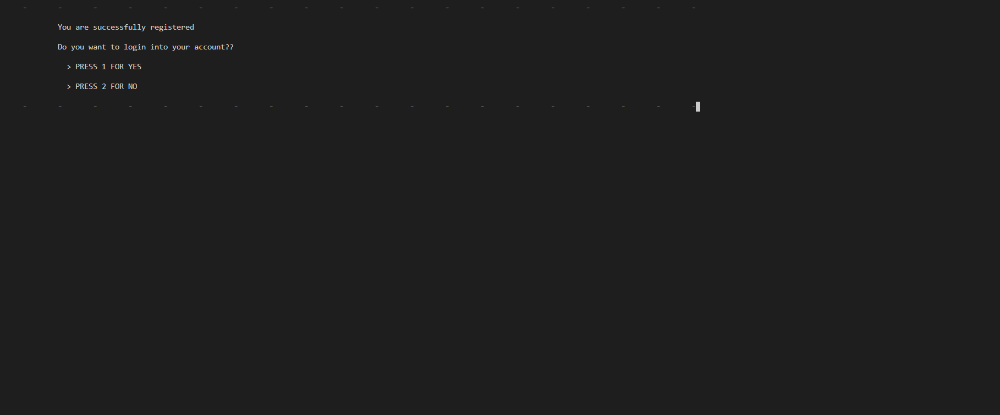 - - - - - - - - - - - - - - - - - - - -
You are successfully registered
Do you want to login into your account??
> PRESS 1 FOR YES
> PRESS 2 FOR NO
- - - - - - - - - - - - - - - - - - - -